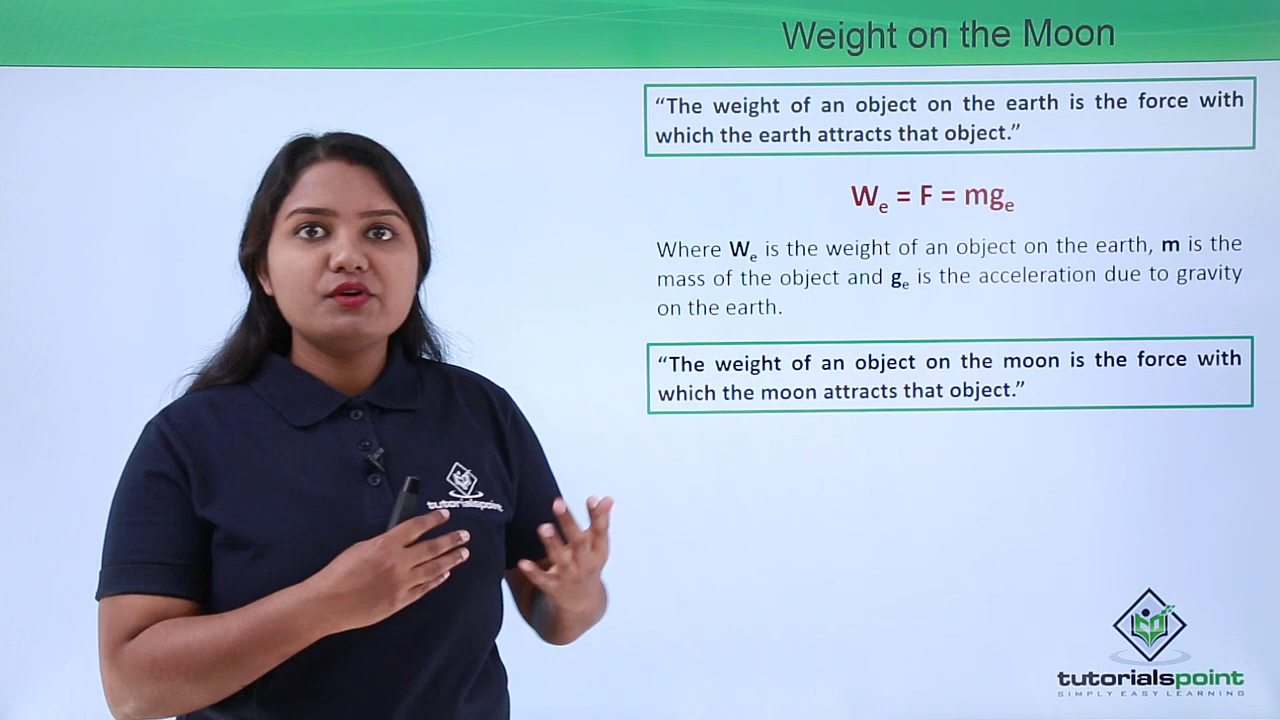 Weight on the Moon
“The weight of an object on the earth is the force with
which the earth attracts that object.”
We = F = mge
Where We is the weight of an object on the earth, m is the
mass of the object and ge is the acceleration due to gravity
on the earth.
“The weight of an object on the moon is the force with
which the moon attracts that object.”
tutorialspoint
tutorialspoint
SIMPLY EASY LEARNING